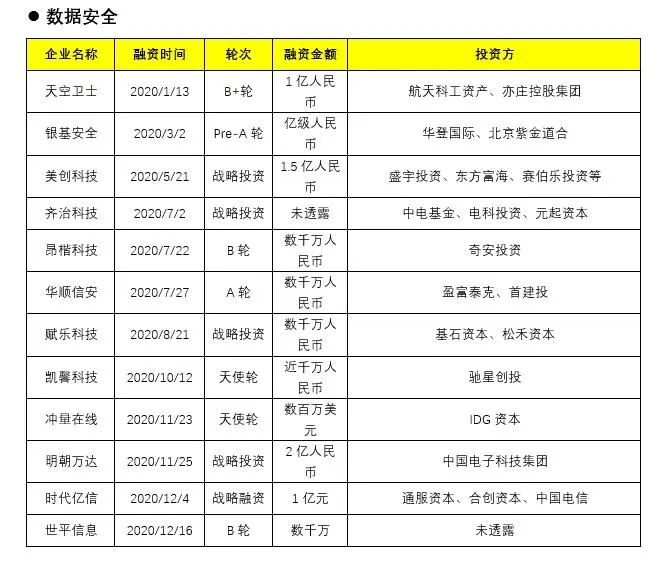 ● 数据安全
企业名称 融资时间 轮次 融资金额 投资方
天空卫士 2020/1/13 B+轮 1 亿人民币 航天科工资产、亦庄控股集团
银基安全 2020/3/2 Pre-A 轮 亿级人民币 华登国际、北京紫金道合
美创科技 2020/5/21 战略投资 1.5 亿人民币 盛宇投资、东方富海、赛伯乐投资等
齐治科技 2020/7/2 战略投资 未透露 中电基金、电科投资、元起资本
昂楷科技 2020/7/22 B 轮 数千万人民币 奇安投资
华顺信安 2020/7/27 A 轮 数千万人民币 盈富泰克、首建投
赋乐科技 2020/8/21 战略投资 数千万人民币 基石资本、松禾资本
凯馨科技 2020/10/12 天使轮 近千万人民币 驰星创投
冲量在线 2020/11/23 天使轮 数百万美元 IDG 资本
明朝万达 2020/11/25 战略投资 2 亿人民币 中国电子科技集团
时代亿信 2020/12/4 战略融资 1 亿元 通服资本、合创资本、中国电信
世平信息 2020/12/16 B 轮 数千万 未透露